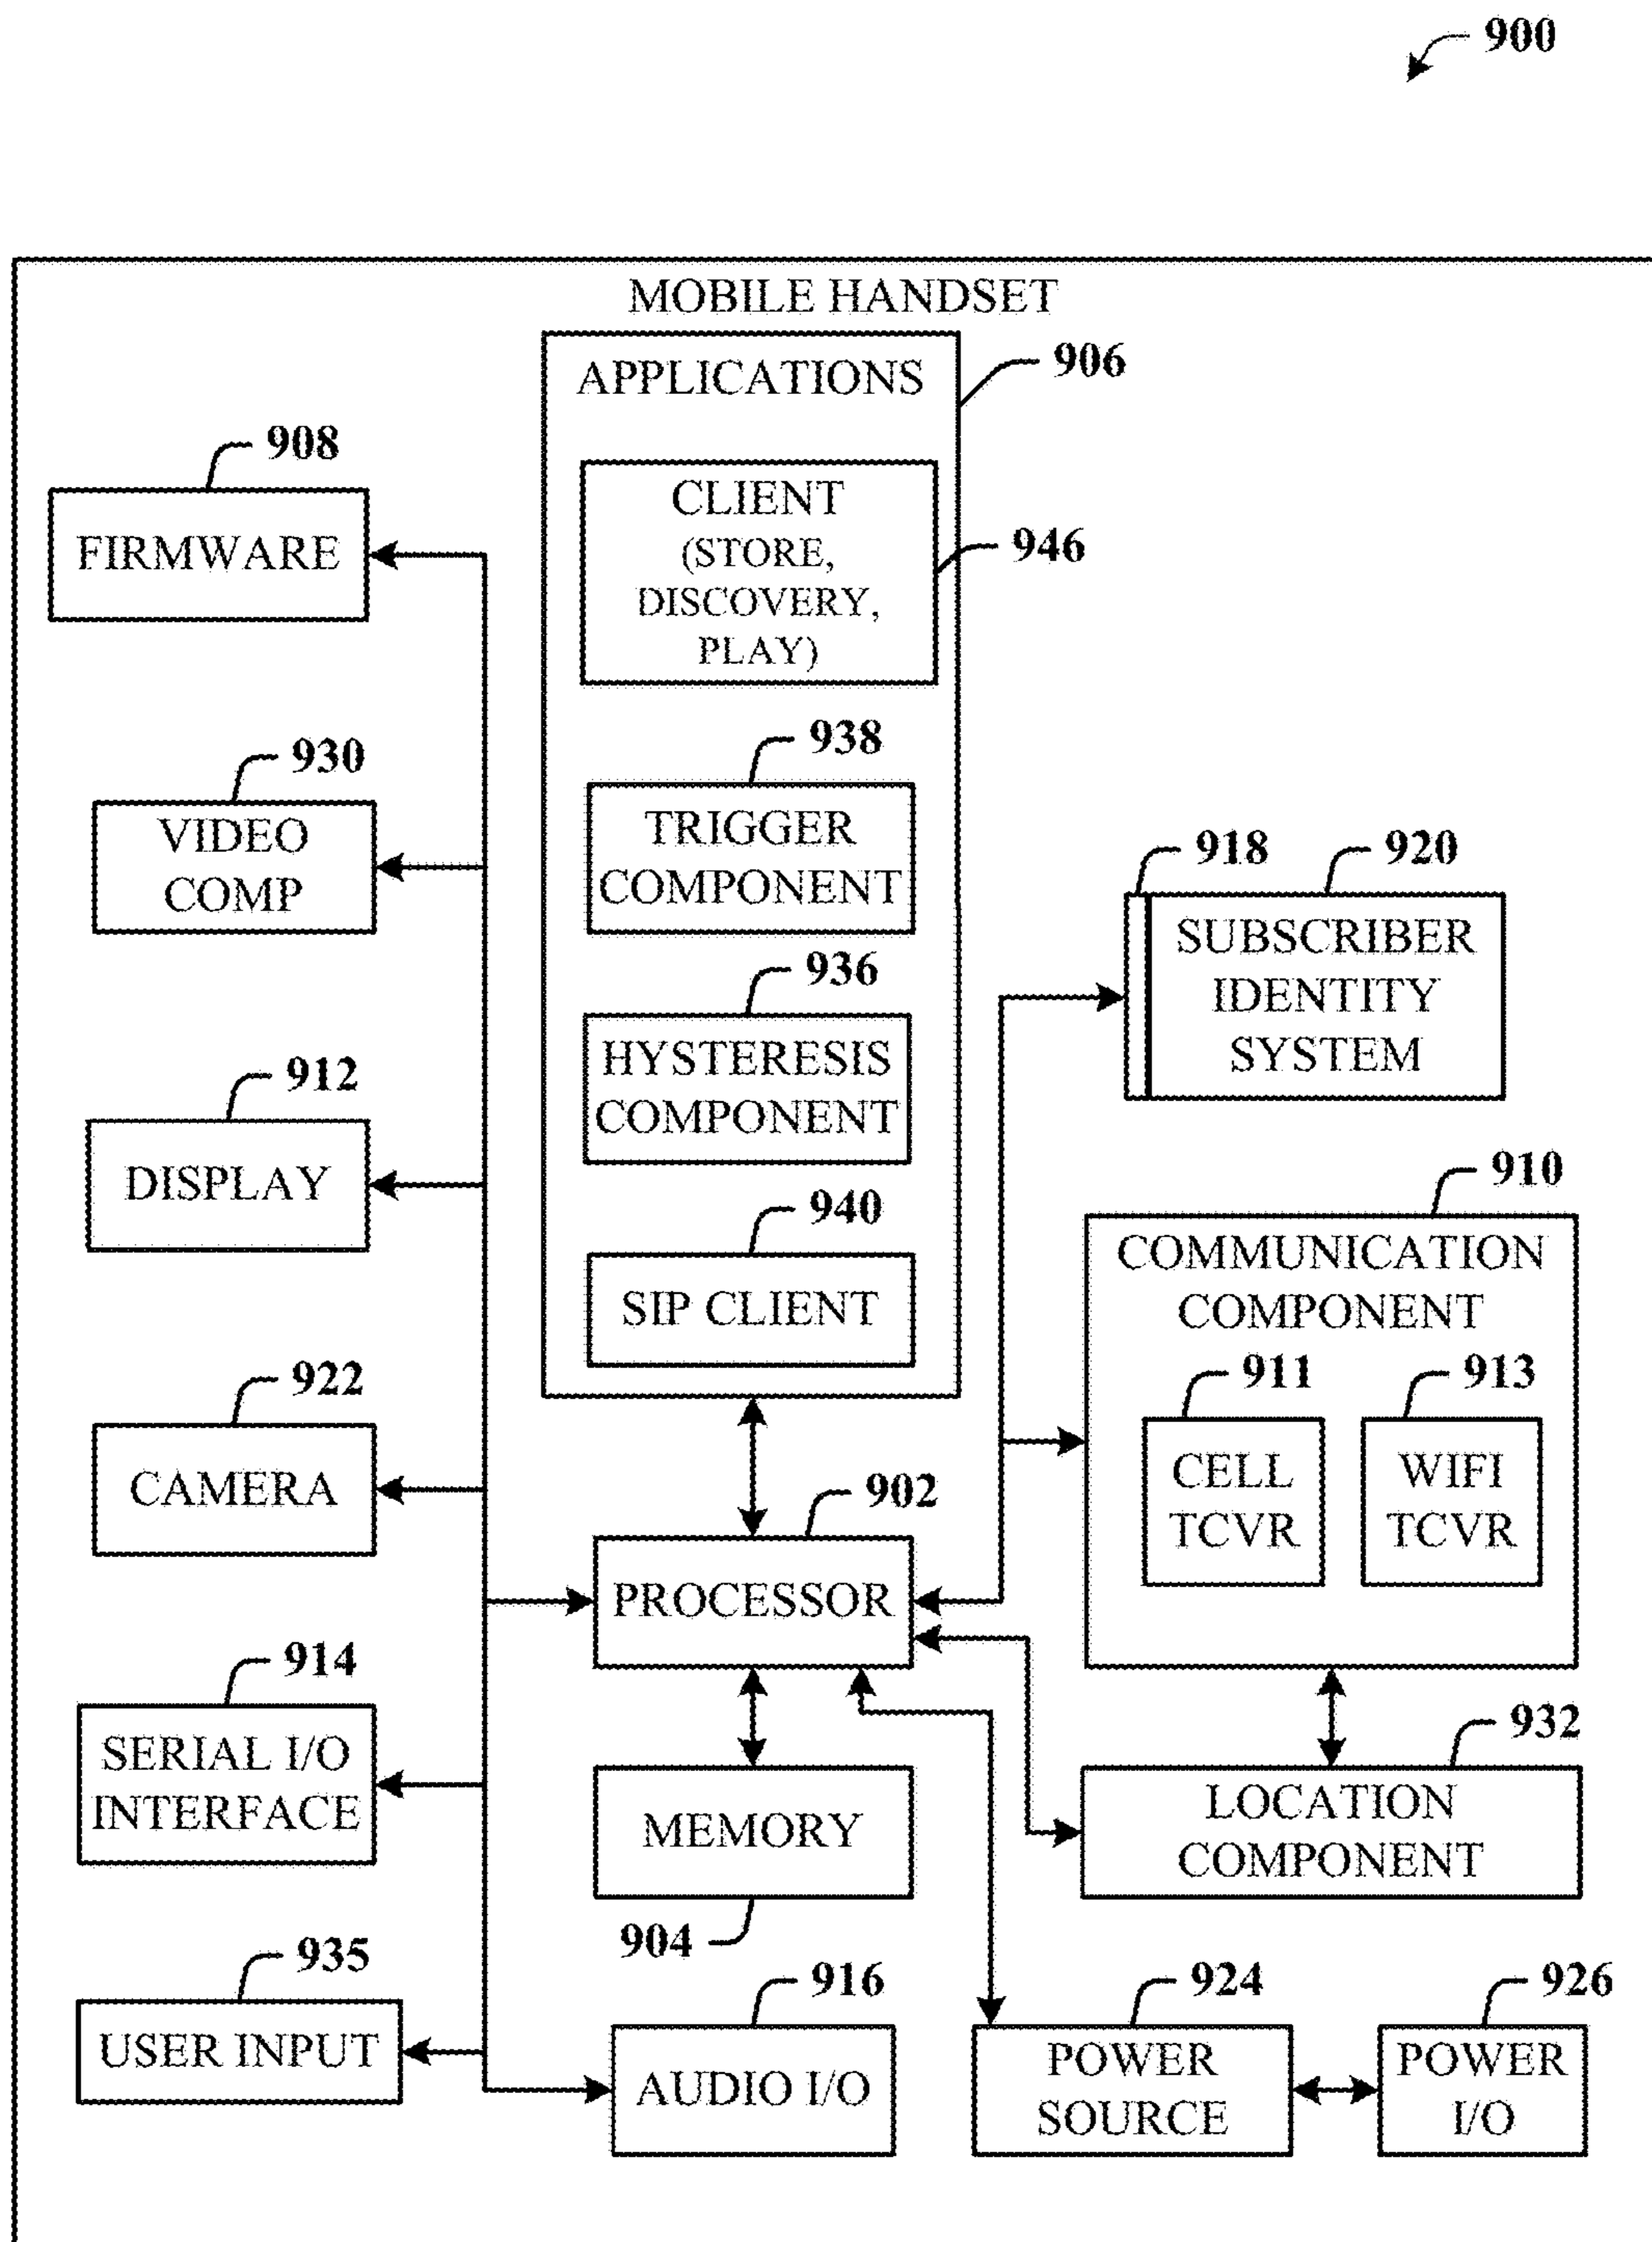 900
MOBILE HANDSET
APPLICATIONS
906
CLIENT
(STORE,
DISCOVERY,
PLAY)
946
938
TRIGGER
COMPONENT
936
HYSTERESIS
COMPONENT
940
SIP CLIENT
908
FIRMWARE
930
VIDEO
COMP
912
DISPLAY
922
CAMERA
914
SERIAL I/O
INTERFACE
935
USER INPUT
902
PROCESSOR
MEMORY
904
916
AUDIO I/O
918
920
SUBSCRIBER
IDENTITY
SYSTEM
910
COMMUNICATION
COMPONENT
911
CELL
TCVR
913
WIFI
TCVR
932
LOCATION
COMPONENT
924
POWER
SOURCE
926
POWER
I/O